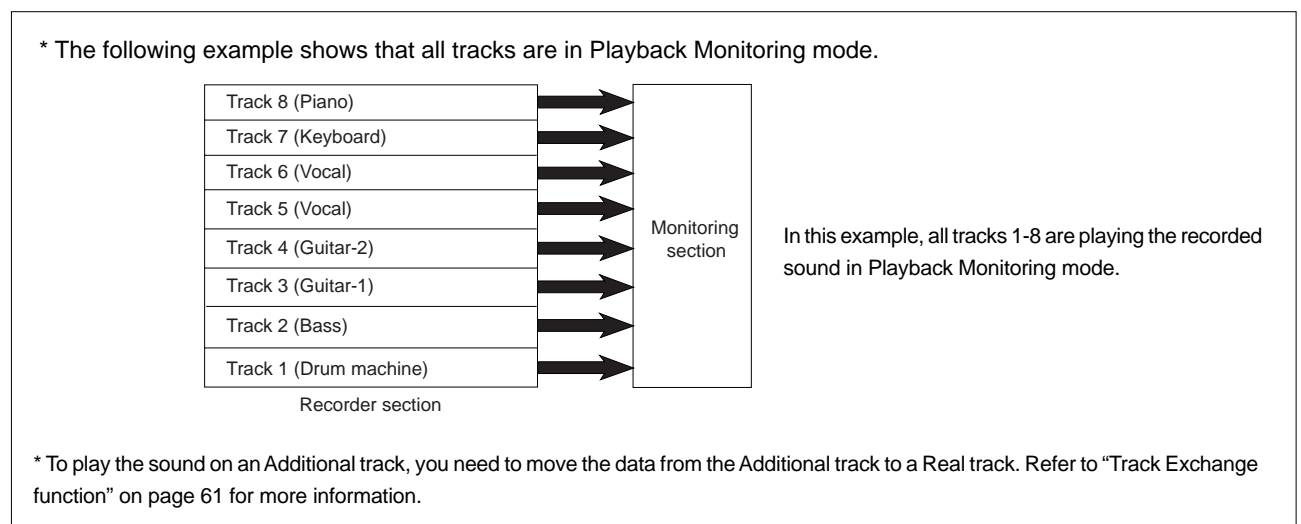 * The following example shows that all tracks are in Playback Monitoring mode.
Track 8 (Piano)
Track 7 (Keyboard)
Track 6 (Vocal)
Track 5 (Vocal)
Track 4 (Guitar-2)
Track 3 (Guitar-1)
Track 2 (Bass)
Track 1 (Drum machine)
Recorder section
Monitoring
section
In this example, all tracks 1-8 are playing the recorded
sound in Playback Monitoring mode.
* To play the sound on an Additional track, you need to move the data from the Additional track to a Real track. Refer to “Track Exchange
function” on page 61 for more information.